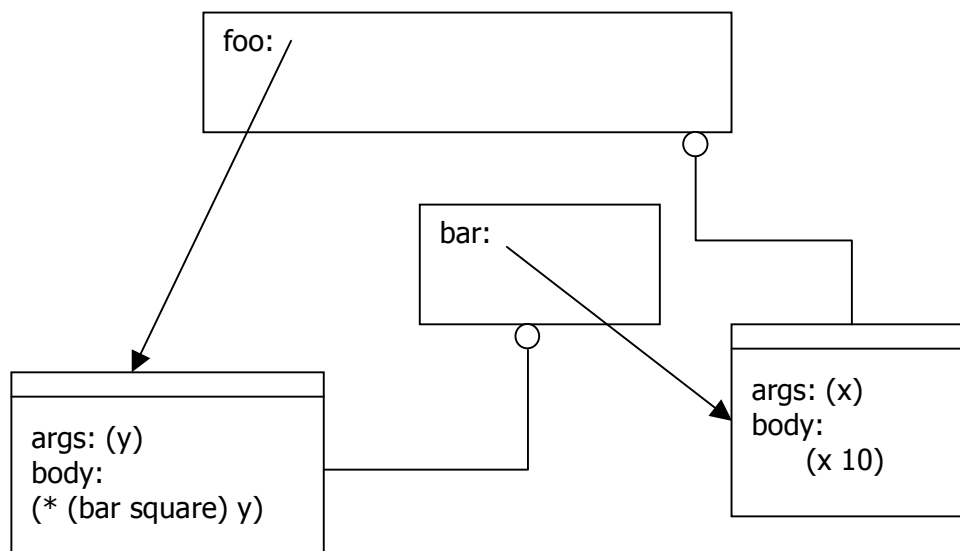 foo:
bar:
args: (x)
body:
(x 10)
args: (y)
body:
(* (bar square) y)